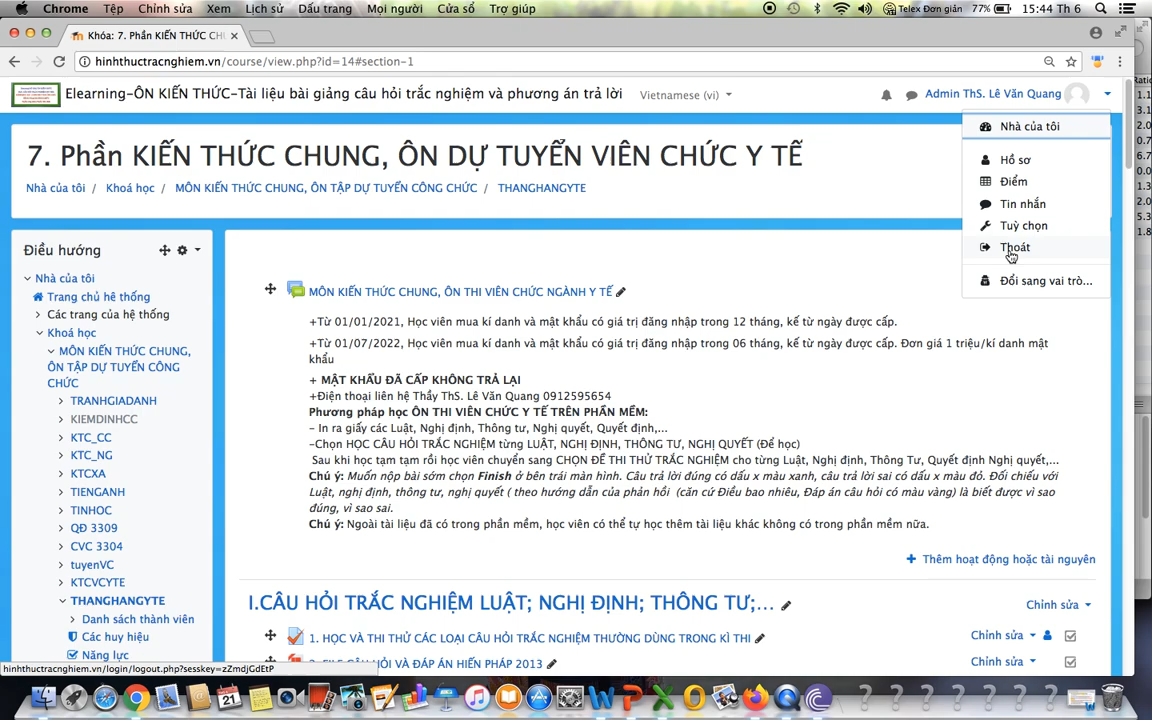 Chrome Tệp Chỉnh sửa Xem Lịch sử Dấu trang Mọi người Cửa sổ Trợ giúp Telex Đơn giản 77% 15:44 Th 6
Khóa: 7. Phần KIẾN THỨC CHU
hinhthuctracnghiem.vn/course/view.php?id=14#section-1
Elearning-ÔN KIẾN THỨC-Tài liệu bài giảng câu hỏi trắc nghiệm và phương án trả lời Vietnamese (vi) Admin ThS. Lê Văn Quang
Nhà của tôi
Hồ sơ
Điểm
Tin nhắn
Tuỳ chọn
Thoát
Đổi sang vai trò...
7. Phần KIẾN THỨC CHUNG, ÔN DỰ TUYỂN VIÊN CHỨC Y TẾ
Nhà của tôi / Khoá học / MÔN KIẾN THỨC CHUNG, ÔN TẬP DỰ TUYỂN CÔNG CHỨC / THANGHANGYTE
Điều hướng
Nhà của tôi
Trang chủ hệ thống
Các trang của hệ thống
Khoá học
MÔN KIẾN THỨC CHUNG,
ÔN TẬP DỰ TUYỂN CÔNG
CHỨC
TRANHGIADANH
KIEMDINHCC
KTC_CC
KTC_NG
KTCXA
TIENGANH
TINHOC
QĐ 3309
CVC 3304
tuyenVC
KTCVCYTE
THANGHANGYTE
Danh sách thành viên
Các huy hiệu
Năng lực
MÔN KIẾN THỨC CHUNG, ÔN THI VIÊN CHỨC NGÀNH Y TẾ
+Từ 01/01/2021, Học viên mua kí danh và mật khẩu có giá trị đăng nhập trong 12 tháng, kể từ ngày được cấp.
+Từ 01/07/2022, Học viên mua kí danh và mật khẩu có giá trị đăng nhập trong 06 tháng, kể từ ngày được cấp. Đơn giá 1 triệu/kí danh mật
khẩu
+ MẬT KHẨU ĐÃ CẤP KHÔNG TRẢ LẠI
+Điện thoại liên hệ Thầy ThS. Lê Văn Quang 0912595654
Phương pháp học ÔN THI VIÊN CHỨC Y TẾ TRÊN PHẦN MỀM:
- In ra giấy các Luật, Nghị định, Thông tư, Nghị quyết, Quyết định,...
-Chọn HỌC CÂU HỎI TRẮC NGHIỆM từng LUẬT, NGHỊ ĐỊNH, THÔNG TƯ, NGHỊ QUYẾT (Để học)
Sau khi học tạm tạm rồi học viên chuyển sang CHỌN ĐỀ THI THỬ TRẮC NGHIỆM cho từng Luật, Nghị định, Thông Tư, Quyết định Nghị quyết,...
Chú ý: Muốn nộp bài sớm chọn Finish ở bên trái màn hình. Câu trả lời đúng có dấu x màu xanh, câu trả lời sai có dấu x màu đỏ. Đối chiếu với
Luật, nghị định, thông tư, nghị quyết ( theo hướng dẫn của phản hồi (căn cứ Điều bao nhiêu, Đáp án câu hỏi có màu vàng) là biết được vì sao
đúng, vì sao sai.
Chú ý: Ngoài tài liệu đã có trong phần mềm, học viên có thể tự học thêm tài liệu khác không có trong phần mềm nữa.
Thêm hoạt động hoặc tài nguyên
I.CÂU HỎI TRẮC NGHIỆM LUẬT; NGHỊ ĐỊNH; THÔNG TƯ;... Chỉnh sửa
1. HỌC VÀ THI THỬ CÁC LOẠI CÂU HỎI TRẮC NGHIỆM THƯỜNG DÙNG TRONG KÌ THI Chỉnh sửa
2. FILE CÂU HỎI VÀ ĐÁP ÁN HIẾN PHÁP 2013 Chỉnh sửa
hinhthuctracnghiem.vn/login/logout.php?sesskey=zZmdjGdEtP